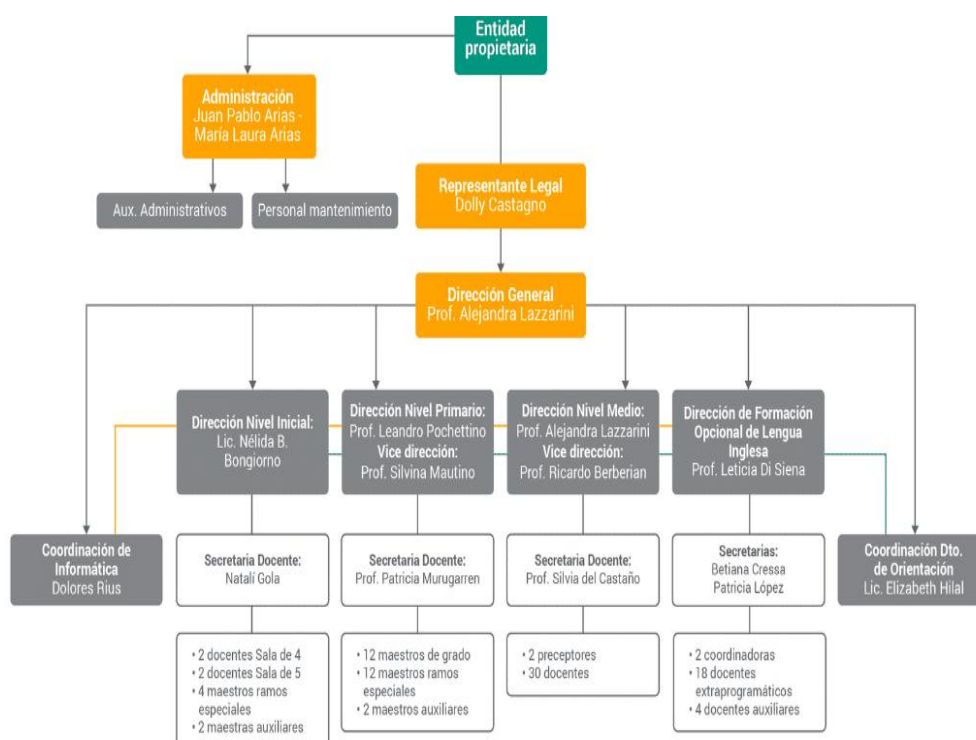 Entidad
propietaria
Administración
Juan Pablo Arias -
María Laura Arias
Aux. Administrativos
Personal mantenimiento
Representante Legal
Dolly Castagno
Dirección General
Prof. Alejandra Lazzarini
Dirección Nivel Inicial:
Lic. Nélida B.
Bongiorno
Dirección Nivel Primario:
Prof. Leandro Pochettino
Vice dirección:
Prof. Silvina Mautino
Dirección Nivel Medio:
Prof. Alejandra Lazzarini
Vice dirección:
Prof. Ricardo Berberian
Dirección de Formación
Opcional de Lengua
Inglesa
Prof. Leticia Di Siena
Coordinación de
Informática
Dolores Rius
Secretaria Docente:
Natalí Gola
Secretaria Docente:
Prof. Patricia Murugarren
Secretaria Docente:
Prof. Silvia del Castaño
Secretarias:
Betiana Cressa
Patricia López
Coordinación Dto.
de Orientación
Lic. Elizabeth Hilal
• 2 docentes Sala de 4
• 2 docentes Sala de 5
• 4 maestros ramos
especiales
• 2 maestras auxiliares
• 12 maestros de grado
• 12 maestros ramos
especiales
• 2 maestros auxiliares
• 2 preceptores
• 30 docentes
• 2 coordinadoras
• 18 docentes
extraprogramáticos
• 4 docentes auxiliares